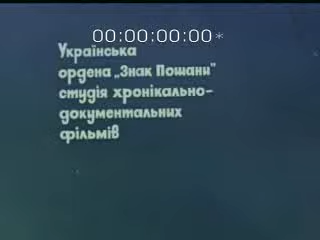 00:00:00:00*
Українська
ордена „Знак Пошани"
студія хронікально-
документальних
фільмів